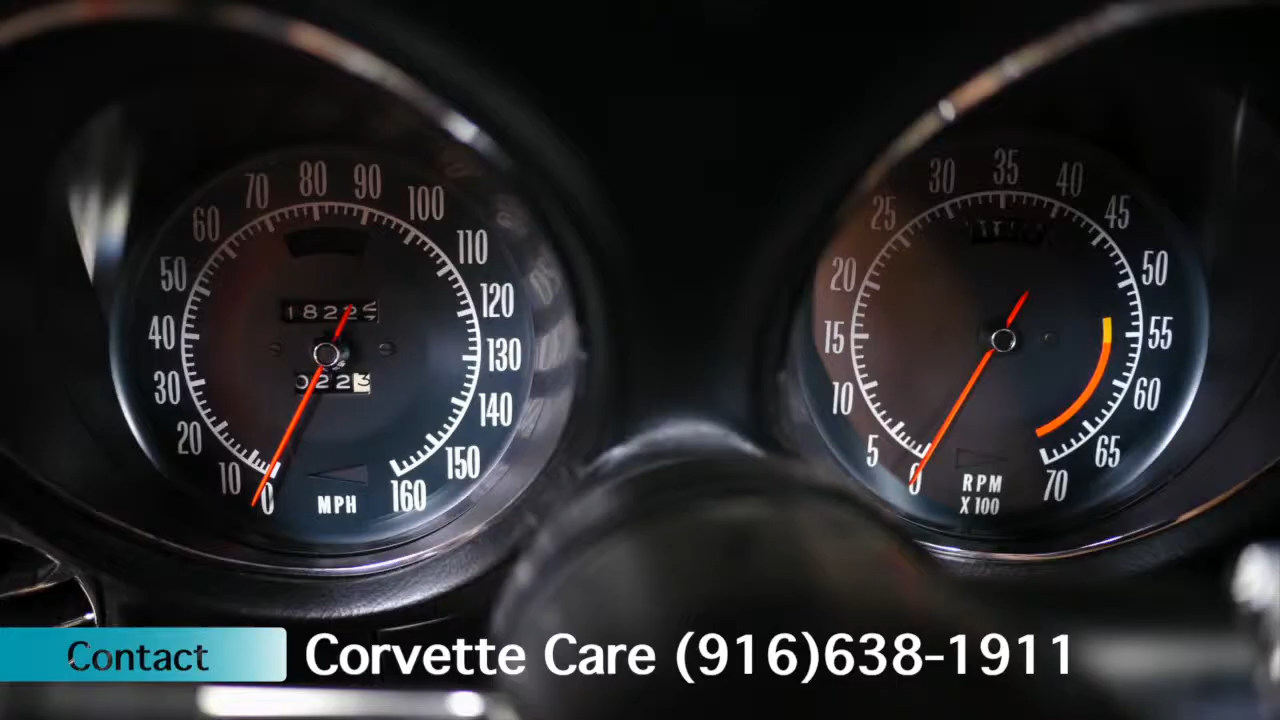 10 20 30 40 50 60 70 80 90 100 110 120 130 140 150 160
0
1822
0223
MPH
5 10 15 20 25 30 35 40 45 50 55 60 65 70
0
RPM
X 100
Contact
Corvette Care (916)638-1911